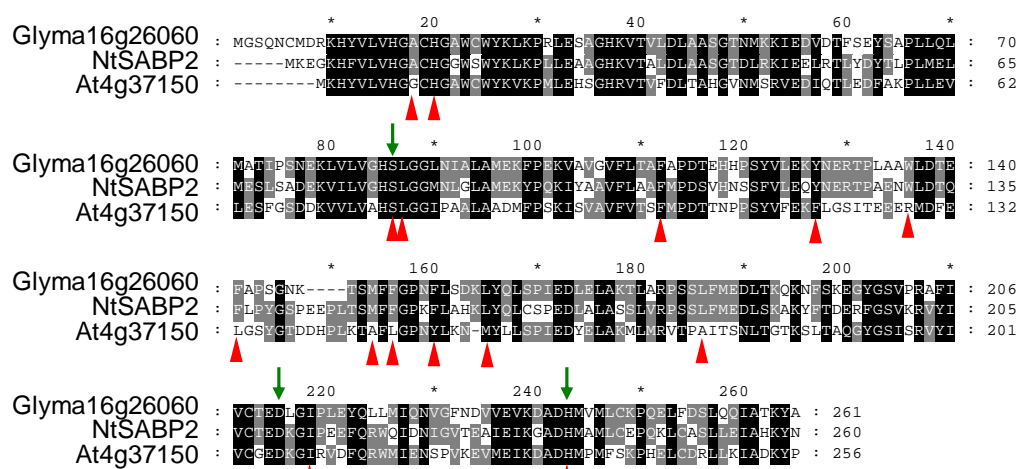 * 20 * 40 * 60 *
Glyma16g26060 : MGSQNCMDRKHYVLVHGACHGAWCWYKLKPRLESAGHKVTVLDLAASGTNMKKIEDVDTFSEYSAPLLQL : 70
NtSABP2 : -----MKEGKHFVLVHGACHGGWSWYKLKPLLEAAGHKVTALDLAASGTDLRKIEELRTLYDYTLPLMEL : 65
At4g37150 : --------MKHYVLVHGGCHGAWCWYKVKPMLEHSGHRVTVFDLTAHGVNMSRVEDIQTLEDFAKPLLEV : 62
80 * 100 * 120 * 140
Glyma16g26060 : MATIPSNEKLVLVGHSLGGLNIALAMEKFPEKVAVGVFLTAFAPDTEHHPSYVLEKYNERTPLAAWLDTE : 140
NtSABP2 : MESLSADEKVILVGHSLGGMNLGLAMEKYPQKIYAAVFLAAFMPDSVHNSSFVLEQYNERTPAENWLDTQ : 135
At4g37150 : LESFGSDDKVVLVAHSLGGIPAALAADMFPSKISVAVFVTSFMPDTTNPPSYVFEKFLGSITEEERMDFE : 132
* 160 * 180 * 200 *
Glyma16g26060 : FAPSGNK----TSMFFGPNFLSDKLYQLSPIEDLELAKTLARPSSLFMEDLTKQKNFSKEGYGSVPRAFI : 206
NtSABP2 : FLPYGSPEEPLTSMFFGPKFLAHKLYQLCSPEDLALASSLVRPSSLFMEDLSKAKYFTDERFGSVKRVYI : 205
At4g37150 : LGSYGTDDHPLKTAFLGPNYLKN-MYLLSPIEDYELAKMLMRVTPAITSNLTGTKSLTAQGYGSISRVYI : 201
220 * 240 * 260
Glyma16g26060 : VCTEDLGIPLEYQLLMIQNVGFNDVVEVKDADHMVMLCKPQELFDSLQQIATKYA : 261
NtSABP2 : VCTEDKGIPEEFQRWQIDNIGVTEAIEIKGADHMAMLCEPQKLCASLLEIAHKYN : 260
At4g37150 : VCGEDKGIRVDFQRWMIENSPVKEVMEIKDADHMPMFSKPHELCDRLLKIADKYP : 256